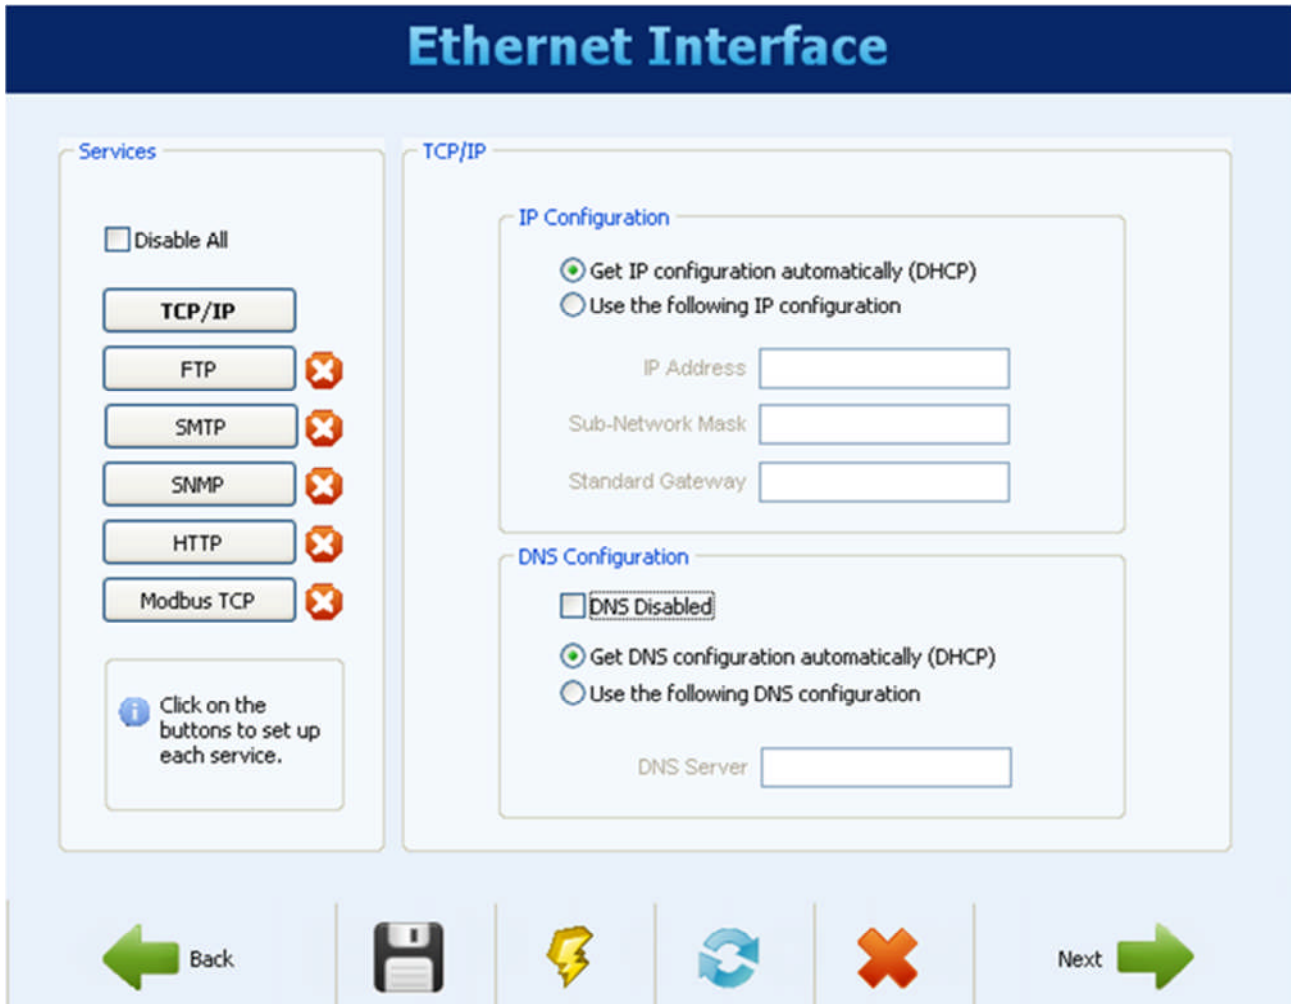 Ethernet Interface
Services
Disable All
TCP/IP
FTP
SMTP
SNMP
HTTP
Modbus TCP
Click on the
buttons to set up
each service.
TCP/IP
IP Configuration
Get IP configuration automatically (DHCP)
Use the following IP configuration
IP Address
Sub-Network Mask
Standard Gateway
DNS Configuration
DNS Disabled
Get DNS configuration automatically (DHCP)
Use the following DNS configuration
DNS Server
Back
Next